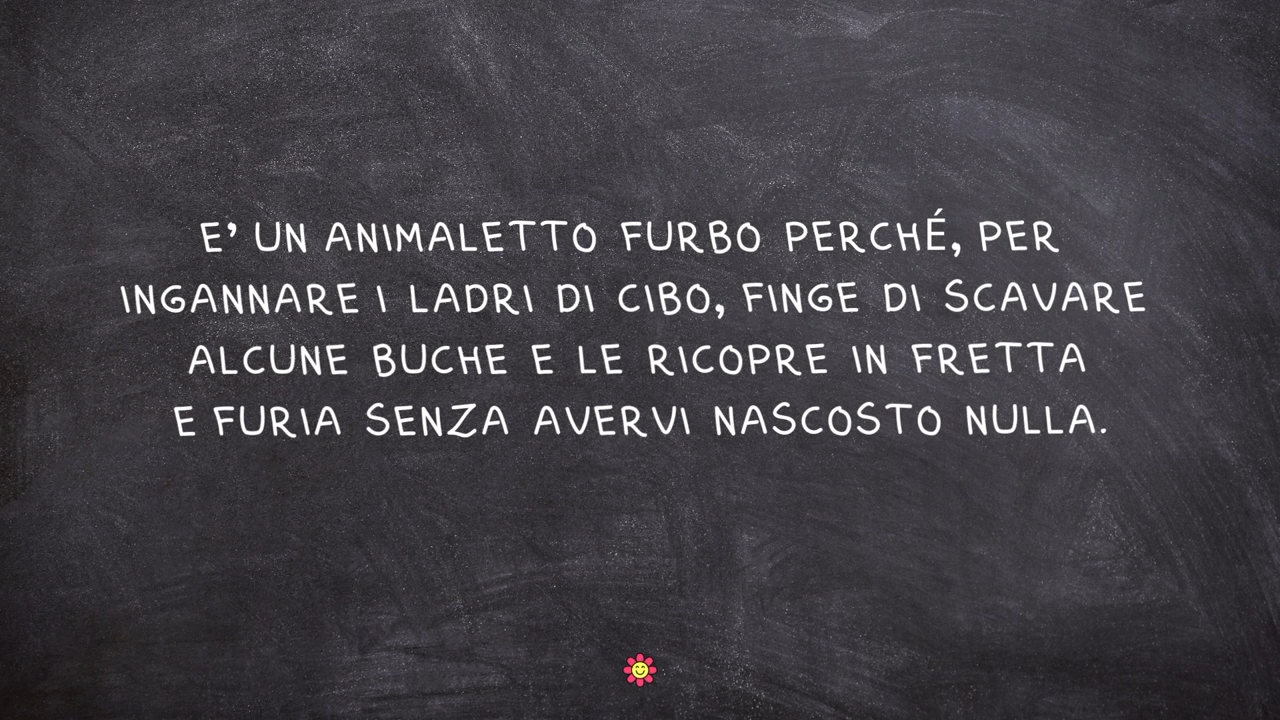 E' UN ANIMALETTO FURBO PERCHÉ, PER
INGANNARE I LADRI DI CIBO, FINGE DI SCAVARE
ALCUNE BUCHE E LE RICOPRE IN FRETTA
E FURIA SENZA AVERVI NASCOSTO NULLA.